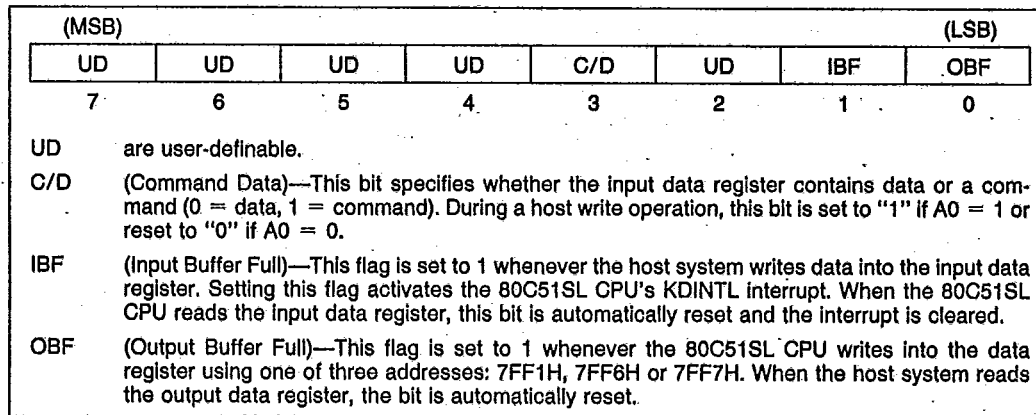 (MSB) (LSB)
UD UD UD UD C/D UD IBF OBF
7 6 5 4 3 2 1 0
UD are user-definable.
C/D (Command Data)—This bit specifies whether the input data register contains data or a com-
mand (0 = data, 1 = command). During a host write operation, this bit is set to "1" if A0 = 1 or
reset to "0" if A0 = 0.
IBF (Input Buffer Full)—This flag is set to 1 whenever the host system writes data into the input data
register. Setting this flag activates the 80C51SL CPU's KDINTL interrupt. When the 80C51SL
CPU reads the input data register, this bit is automatically reset and the interrupt is cleared.
OBF (Output Buffer Full)—This flag is set to 1 whenever the 80C51SL CPU writes into the data
register using one of three addresses: 7FF1H, 7FF6H or 7FF7H. When the host system reads
the output data register, the bit is automatically reset.